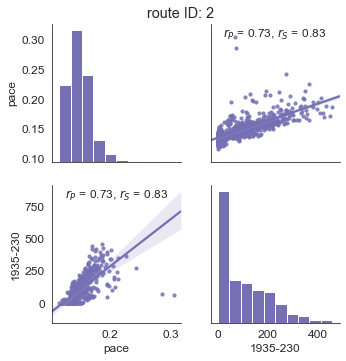 route ID: 2
0.30
0.25
0.20
0.15
0.10
pace
r_P = 0.73, r_S = 0.83
r_P = 0.73, r_S = 0.83
750
500
250
0
1935-230
0.2 0.3
pace
0 200 400
1935-230